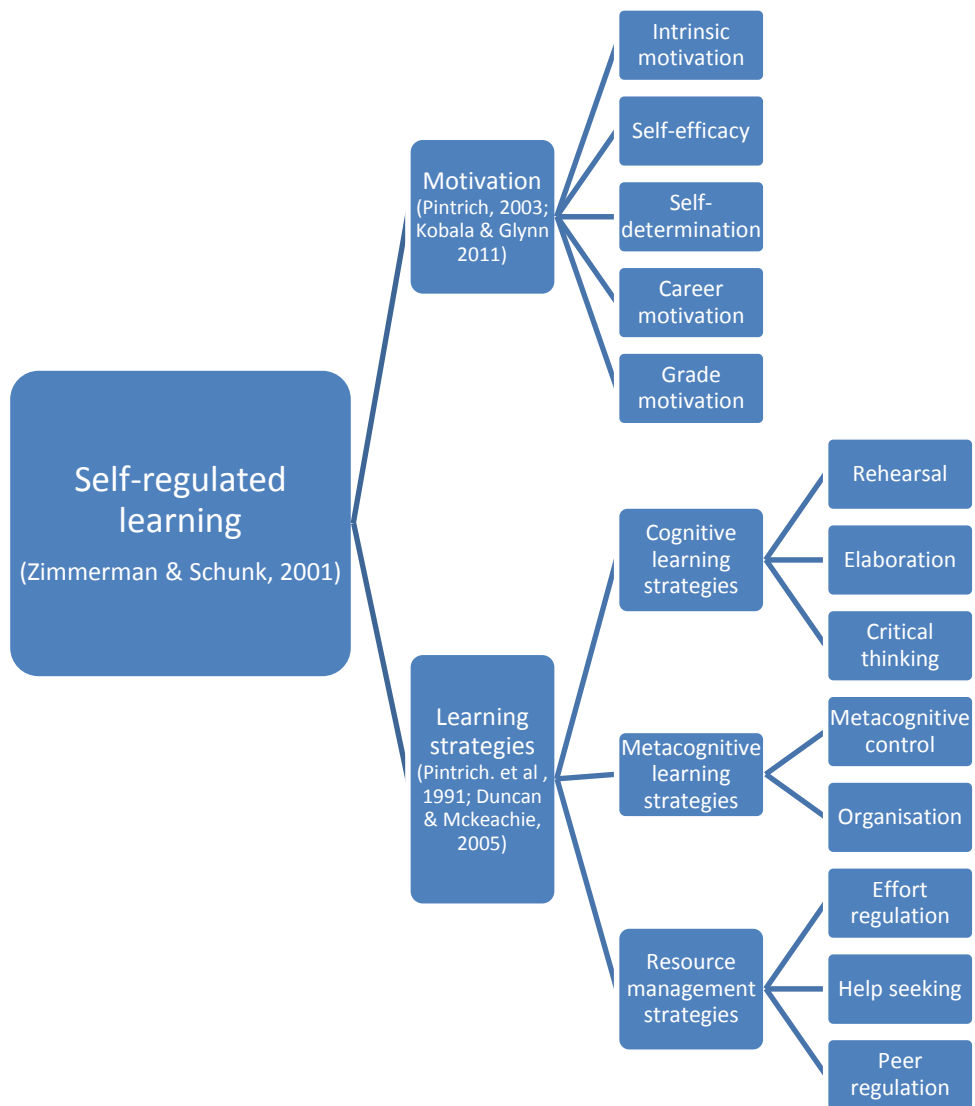 Self-regulated
learning
(Zimmerman & Schunk, 2001)
Motivation
(Pintrich, 2003;
Kobala & Glynn
2011)
Intrinsic
motivation
Self-efficacy
Self-
determination
Career
motivation
Grade
motivation
Learning
strategies
(Pintrich. et al ,
1991; Duncan
& Mckeachie,
2005)
Cognitive
learning
strategies
Rehearsal
Elaboration
Critical
thinking
Metacognitive
learning
strategies
Metacognitive
control
Organisation
Resource
management
strategies
Effort
regulation
Help seeking
Peer
regulation